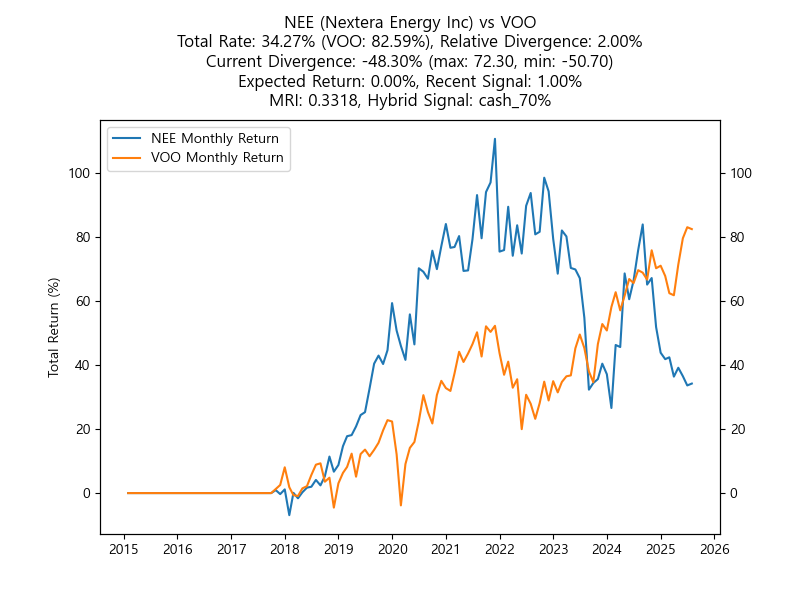 NEE (Nextera Energy Inc) vs VOO
Total Rate: 34.27% (VOO: 82.59%), Relative Divergence: 2.00%
Current Divergence: -48.30% (max: 72.30, min: -50.70)
Expected Return: 0.00%, Recent Signal: 1.00%
MRI: 0.3318, Hybrid Signal: cash_70%
NEE Monthly Return
VOO Monthly Return
Total Return (%)
100
80
60
40
20
0
100
80
60
40
20
0
2015 2016 2017 2018 2019 2020 2021 2022 2023 2024 2025 2026